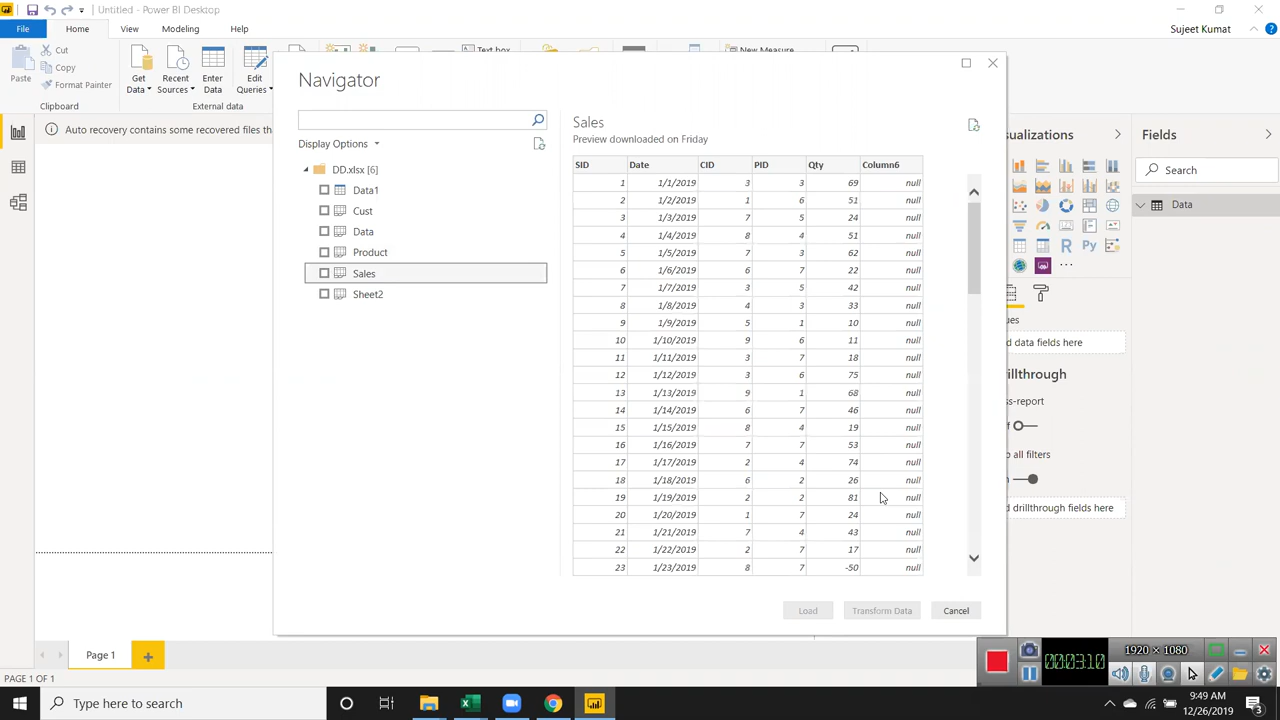 Untitled - Power BI Desktop
File Home View Modeling Help Sujeet Kumat
Cut
Copy
Format Painter
Paste
Get Data
Recent Sources
Enter Data
Edit Queries
Text box
New Measure
Clipboard External data
Auto recovery contains some recovered files tha
Navigator
Display Options
DD.xlsx [6]
Data1
Cust
Data
Product
Sales
Sheet2
Sales
Preview downloaded on Friday
SID Date CID PID Qty Column6
1 1/1/2019 3 3 69 null
2 1/2/2019 1 6 51 null
3 1/3/2019 7 5 24 null
4 1/4/2019 8 4 51 null
5 1/5/2019 7 3 62 null
6 1/6/2019 6 7 22 null
7 1/7/2019 3 5 42 null
8 1/8/2019 4 3 33 null
9 1/9/2019 5 1 10 null
10 1/10/2019 9 6 11 null
11 1/11/2019 3 7 18 null
12 1/12/2019 3 6 75 null
13 1/13/2019 9 1 68 null
14 1/14/2019 6 7 46 null
15 1/15/2019 8 4 19 null
16 1/16/2019 7 7 53 null
17 1/17/2019 2 4 74 null
18 1/18/2019 6 2 26 null
19 1/19/2019 2 2 81 null
20 1/20/2019 1 7 24 null
21 1/21/2019 7 4 43 null
22 1/22/2019 2 7 17 null
23 1/23/2019 8 7 -50 null
Load Transform Data Cancel
ualizations
R Py
ues
d data fields here
rillthrough
ss-report
f
p all filters
n
d drillthrough fields here
Fields
Search
Data
Page 1
PAGE 1 OF 1
00:03:10
1920 × 1080
Type here to search
9:49 AM
12/26/2019
3